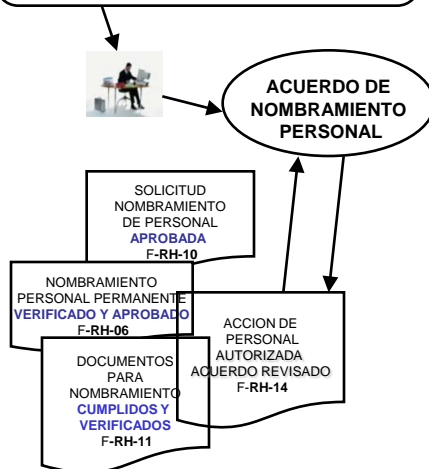 ACUERDO DE
NOMBRAMIENTO
PERSONAL
SOLICITUD
NOMBRAMIENTO
DE PERSONAL
APROBADA
F-RH-10
NOMBRAMIENTO
PERSONAL PERMANENTE
VERIFICADO Y APROBADO
F-RH-06
DOCUMENTOS
PARA
NOMBRAMIENTO
CUMPLIDOS Y
VERIFICADOS
F-RH-11
ACCION DE
PERSONAL
AUTORIZADA
ACUERDO REVISADO
F-RH-14